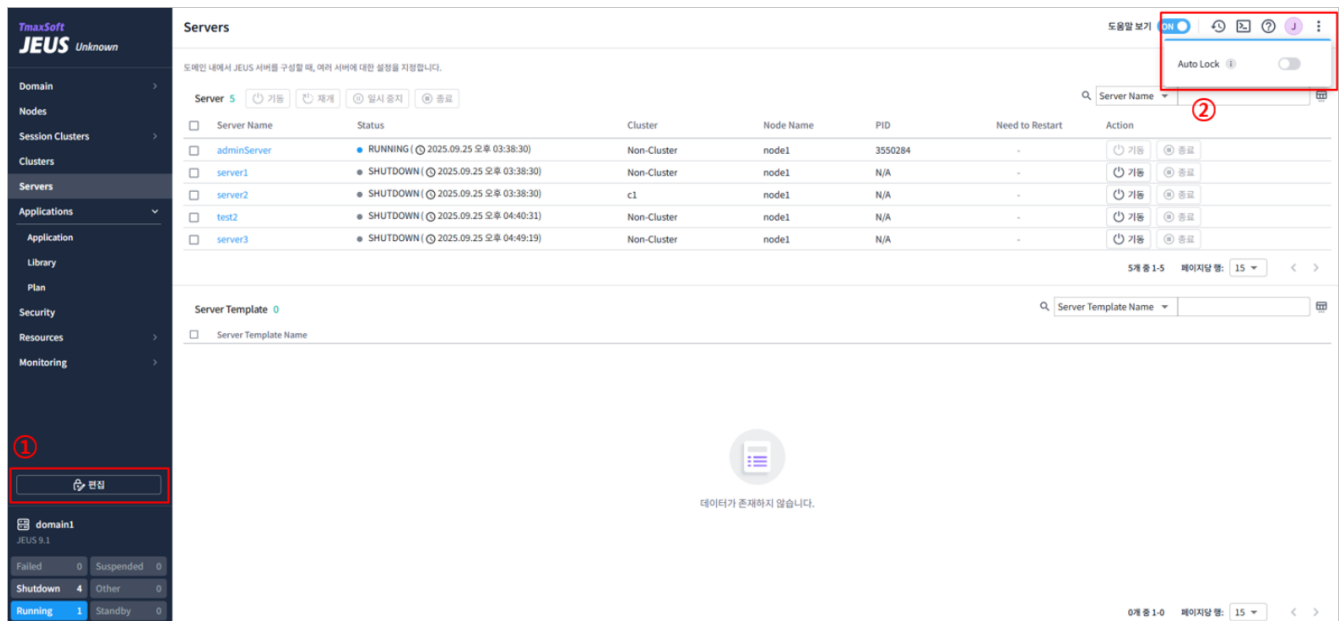 TmaxSoft
JEUS Unknown
Domain
Nodes
Session Clusters
Clusters
Servers
Applications
Application
Library
Plan
Security
Resources
Monitoring
①
편집
domain1
JEUS 9.1
Failed 0 Suspended 0
Shutdown 4 Other 0
Running 1 Standby 0
Servers
도움말 보기 ON J
Auto Lock
②
도메인 내에서 JEUS 서버를 구성할 때, 여러 서버에 대한 설정을 지정합니다.
Server 5 기동 재개 일시 중지 종료 Server Name
Server Name Status Cluster Node Name PID Need to Restart Action
adminServer RUNNING ( 2025.09.25 오후 03:38:30) Non-Cluster node1 3550284 - 기동 종료
server1 SHUTDOWN ( 2025.09.25 오후 03:38:30) Non-Cluster node1 N/A - 기동 종료
server2 SHUTDOWN ( 2025.09.25 오후 03:38:30) c1 node1 N/A - 기동 종료
test2 SHUTDOWN ( 2025.09.25 오후 04:40:31) Non-Cluster node1 N/A - 기동 종료
server3 SHUTDOWN ( 2025.09.25 오후 04:49:19) Non-Cluster node1 N/A - 기동 종료
5개 중 1-5 페이지당 행: 15
Server Template 0 Server Template Name
Server Template Name
데이터가 존재하지 않습니다.
0개 중 1-0 페이지당 행: 15